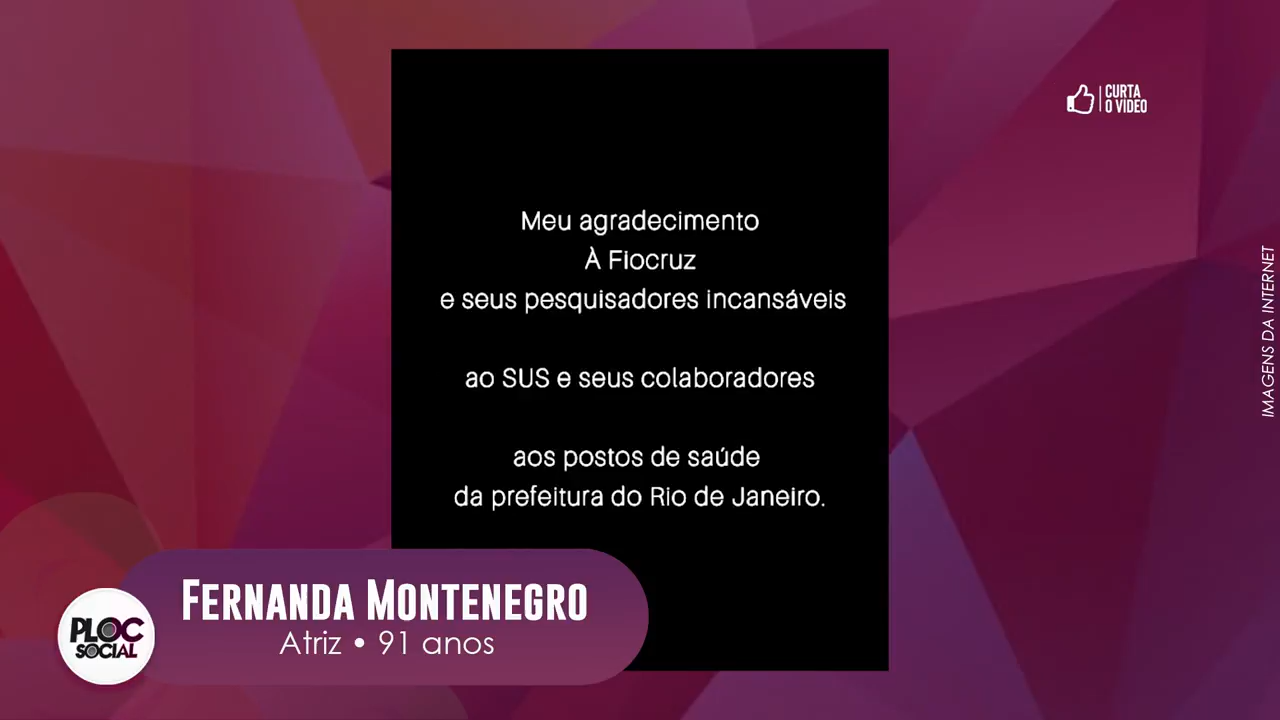 CURTA
O VIDEO
Meu agradecimento
À Fiocruz
e seus pesquisadores incansáveis
ao SUS e seus colaboradores
aos postos de saúde
da prefeitura do Rio de Janeiro.
IMAGENS DA INTERNET
FERNANDA MONTENEGRO
Atriz • 91 anos
PLOC
SOCIAL